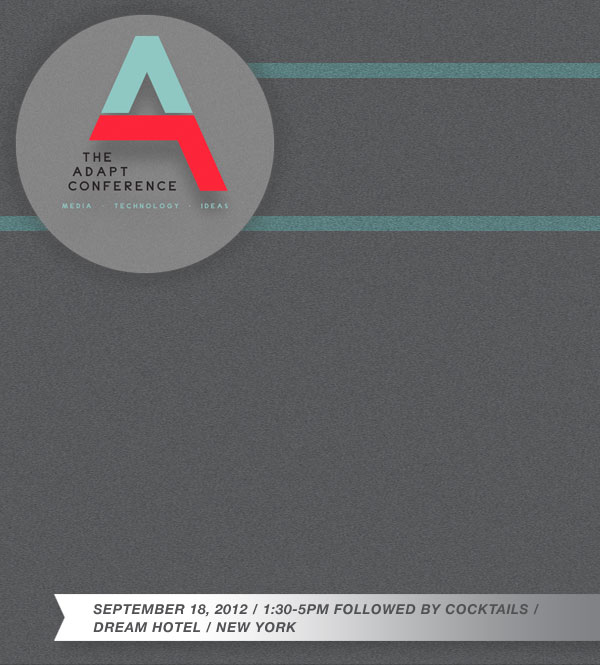 THE
ADAPT
CONFERENCE
MEDIA · TECHNOLOGY · IDEAS
SEPTEMBER 18, 2012 / 1:30-5PM FOLLOWED BY COCKTAILS /
DREAM HOTEL / NEW YORK